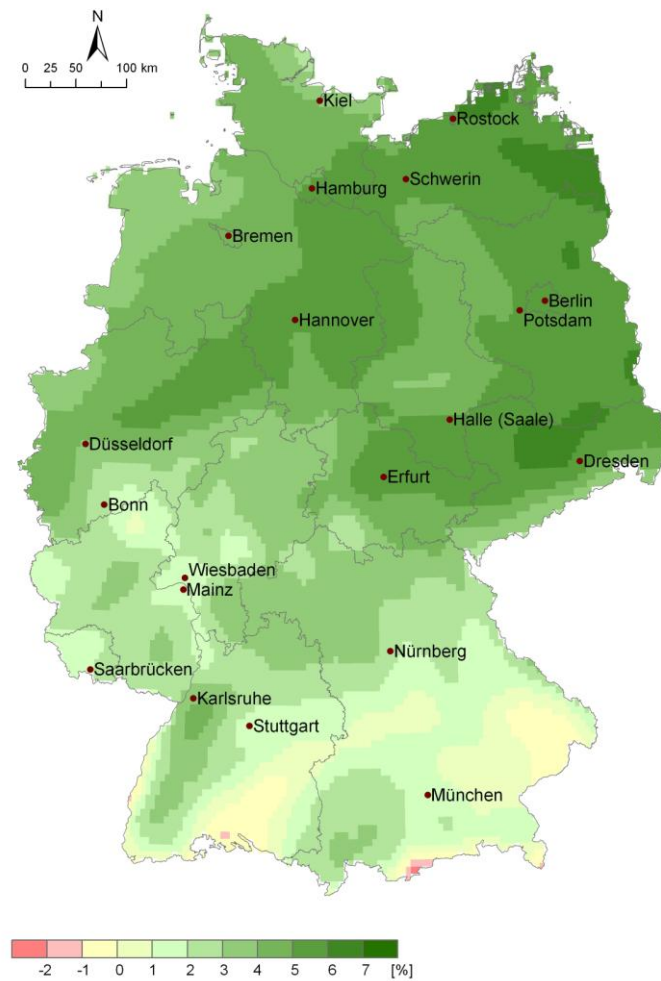 N
0 25 50 100 km
Kiel
Rostock
Schwerin
Hamburg
Bremen
Berlin
Potsdam
Hannover
Halle (Saale)
Düsseldorf
Dresden
Erfurt
Bonn
Wiesbaden
Mainz
Nürnberg
Saarbrücken
Karlsruhe
Stuttgart
München
-2 -1 0 1 2 3 4 5 6 7 [%]